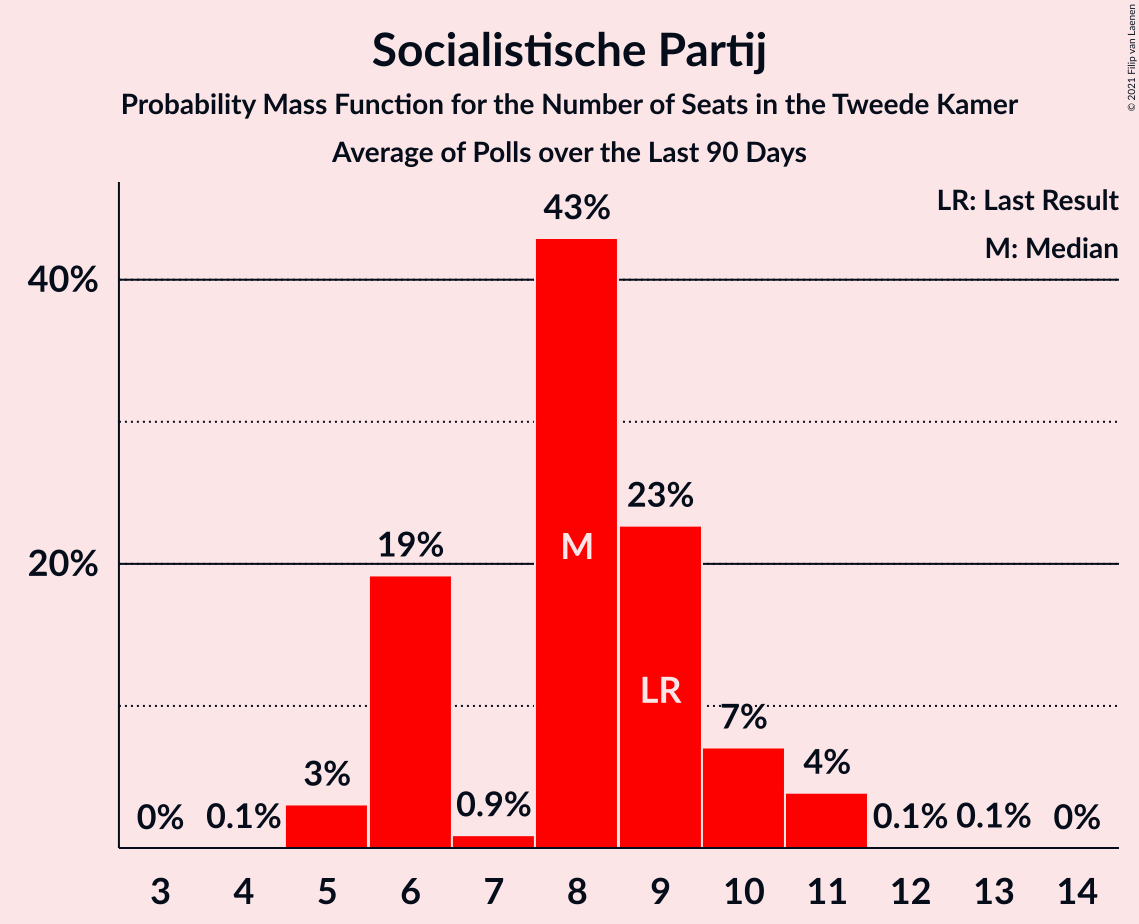 Socialistische Partij
Probability Mass Function for the Number of Seats in the Tweede Kamer
Average of Polls over the Last 90 Days
© 2021 Filip van Laenen
LR: Last Result
M: Median
40%
20%
0%
0.1%
3%
19%
0.9%
43%
M
23%
LR
7%
4%
0.1%
0.1%
0%
3 4 5 6 7 8 9 10 11 12 13 14